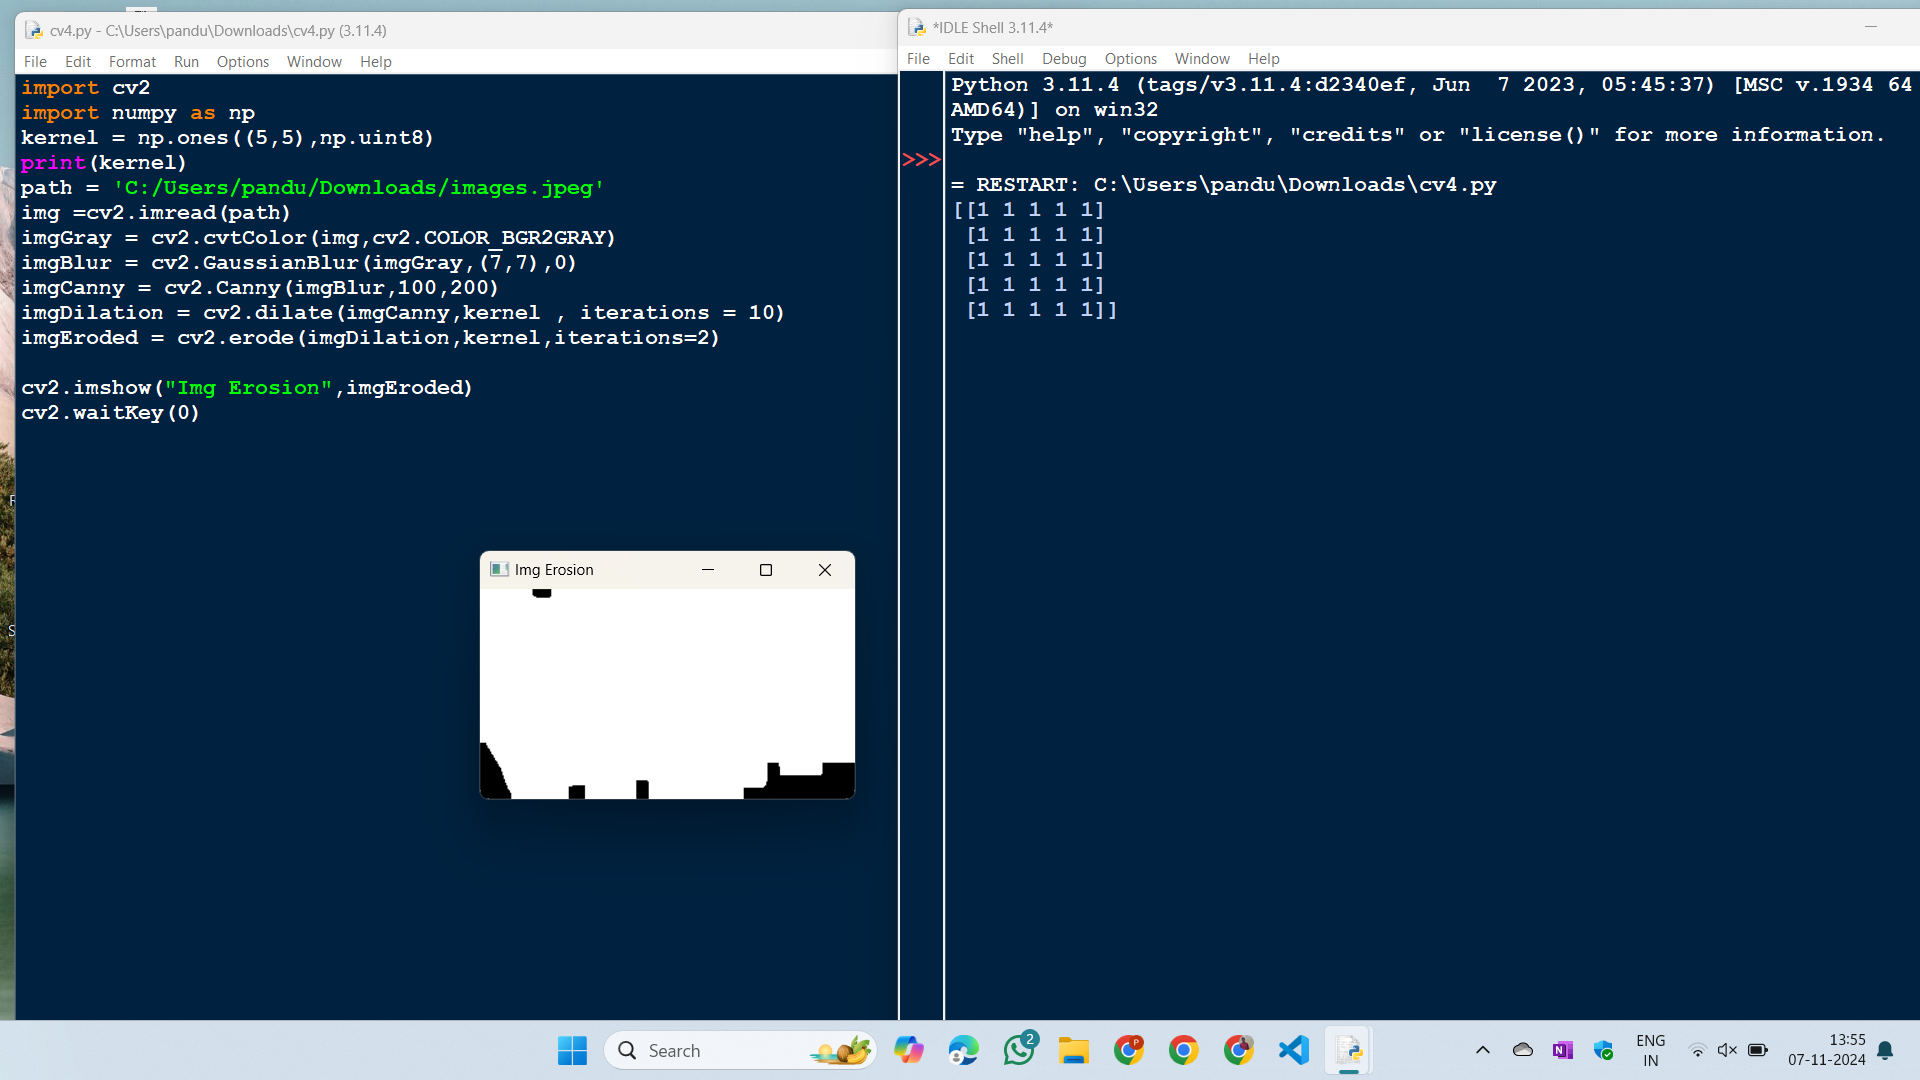 cv4.py - C:\Users\pandu\Downloads\cv4.py (3.11.4)
File Edit Format Run Options Window Help
import cv2
import numpy as np
kernel = np.ones((5,5),np.uint8)
print(kernel)
path = 'C:/Users/pandu/Downloads/images.jpeg'
img =cv2.imread(path)
imgGray = cv2.cvtColor(img,cv2.COLOR_BGR2GRAY)
imgBlur = cv2.GaussianBlur(imgGray,(7,7),0)
imgCanny = cv2.Canny(imgBlur,100,200)
imgDilation = cv2.dilate(imgCanny,kernel , iterations = 10)
imgEroded = cv2.erode(imgDilation,kernel,iterations=2)
cv2.imshow("Img Erosion",imgEroded)
cv2.waitKey(0)
Img Erosion
*IDLE Shell 3.11.4*
File Edit Shell Debug Options Window Help
Python 3.11.4 (tags/v3.11.4:d2340ef, Jun  7 2023, 05:45:37) [MSC v.1934 64
AMD64)] on win32
Type "help", "copyright", "credits" or "license()" for more information.
>>>
= RESTART: C:\Users\pandu\Downloads\cv4.py
[[1 1 1 1 1]
 [1 1 1 1 1]
 [1 1 1 1 1]
 [1 1 1 1 1]
 [1 1 1 1 1]]
Search
2
P
N
ENG
IN
13:55
07-11-2024